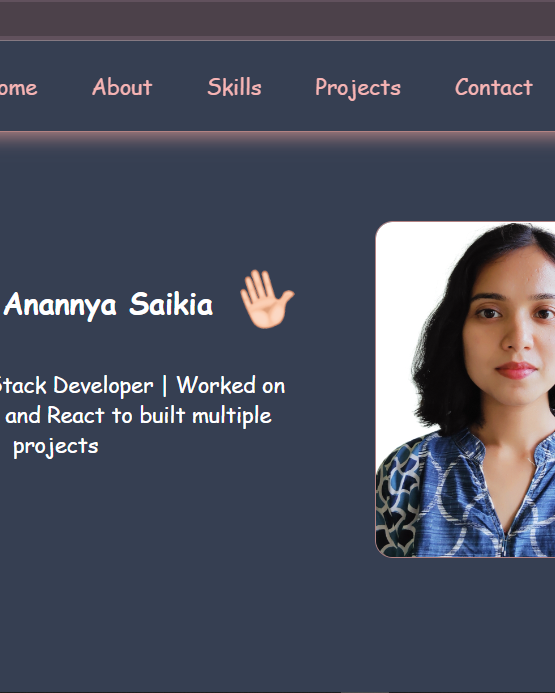 ome About Skills Projects Contact
Anannya Saikia
Stack Developer | Worked on
and React to built multiple
projects